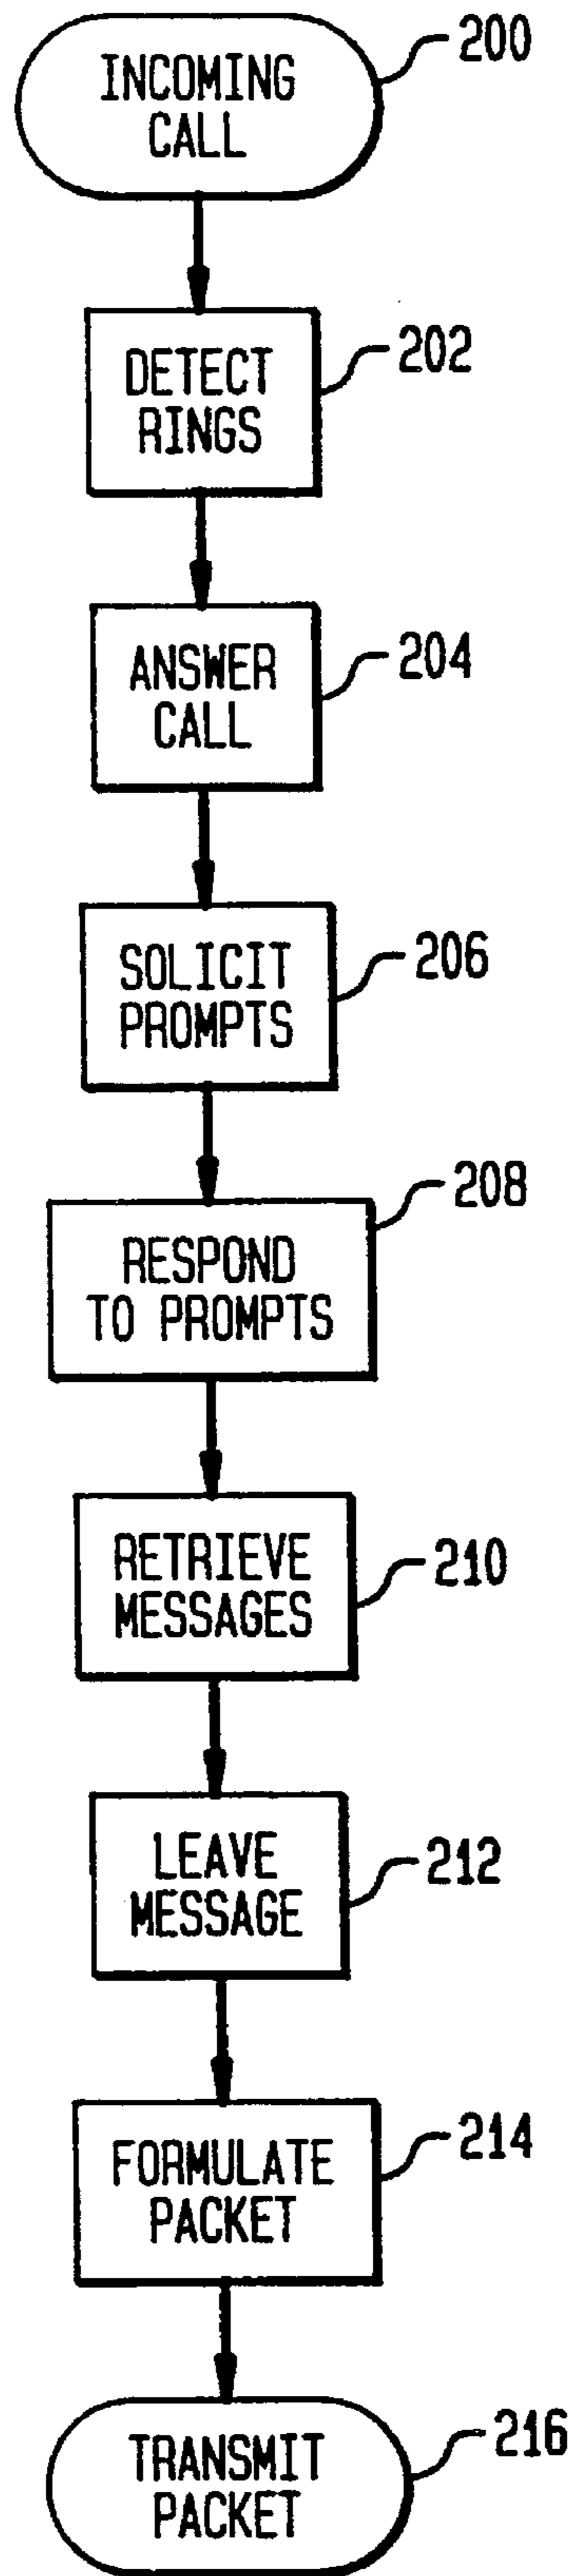 INCOMING
CALL
200
DETECT
RINGS
202
ANSWER
CALL
204
SOLICIT
PROMPTS
206
RESPOND
TO PROMPTS
208
RETRIEVE
MESSAGES
210
LEAVE
MESSAGE
212
FORMULATE
PACKET
214
TRANSMIT
PACKET
216